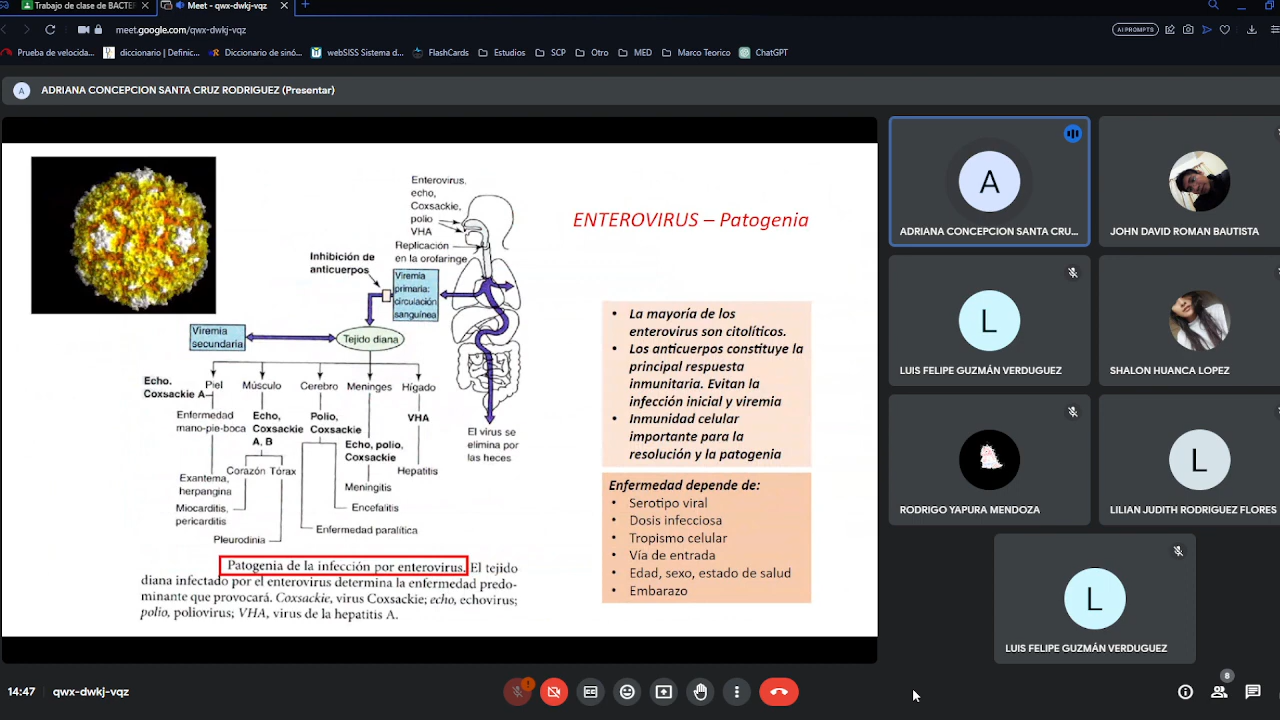 Trabajo de clase de BACTER
Meet - qwx-dwkj-vqz
meet.google.com/qwx-dwkj-vqz
AI PROMPTS
Prueba de velocida...
diccionario | Definic...
Diccionario de sinó...
webSISS Sistema d...
FlashCards
Estudios
SCP
Otro
MED
Marco Teorico
ChatGPT
A
ADRIANA CONCEPCION SANTA CRUZ RODRIGUEZ (Presentar)
Enterovirus,
echo,
Coxsackie,
polio
VHA
Replicación
en la orofaringe
Inhibición de
anticuerpos
Viremia
primaria:
circulación
sanguínea
Viremia
secundaria
Tejido diana
Echo.
Coxsackie A
Piel
Músculo
Cerebro
Meninges
Hígado
Enfermedad
mano-pie-boca
Echo,
Coxsackie
A, B
Polio,
Coxsackie
VHA
Echo, polio,
Coxsackie
El virus se
elimina por
las heces
Corazón
Tórax
Hepatitis
Exantema,
herpangina
Meningitis
Miocarditis,
pericarditis
Encefalitis
Enfermedad paralítica
Pleurodinia
Patogenia de la infección por enterovirus. El tejido
diana infectado por el enterovirus determina la enfermedad predo-
minante que provocará. Coxsackie, virus Coxsackie; echo, echovirus;
polio, poliovirus; VHA, virus de la hepatitis A.
ENTEROVIRUS – Patogenia
• La mayoría de los
enterovirus son citolíticos.
• Los anticuerpos constituye la
principal respuesta
inmunitaria. Evitan la
infección inicial y viremia
• Inmunidad celular
importante para la
resolución y la patogenia
Enfermedad depende de:
• Serotipo viral
• Dosis infecciosa
• Tropismo celular
• Vía de entrada
• Edad, sexo, estado de salud
• Embarazo
A
ADRIANA CONCEPCION SANTA CRU...
JOHN DAVID ROMAN BAUTISTA
L
LUIS FELIPE GUZMÁN VERDUGUEZ
SHALON HUANCA LOPEZ
RODRIGO YAPURA MENDOZA
L
LILIAN JUDITH RODRIGUEZ FLORES
L
LUIS FELIPE GUZMÁN VERDUGUEZ
14:47
qwx-dwkj-vqz
8